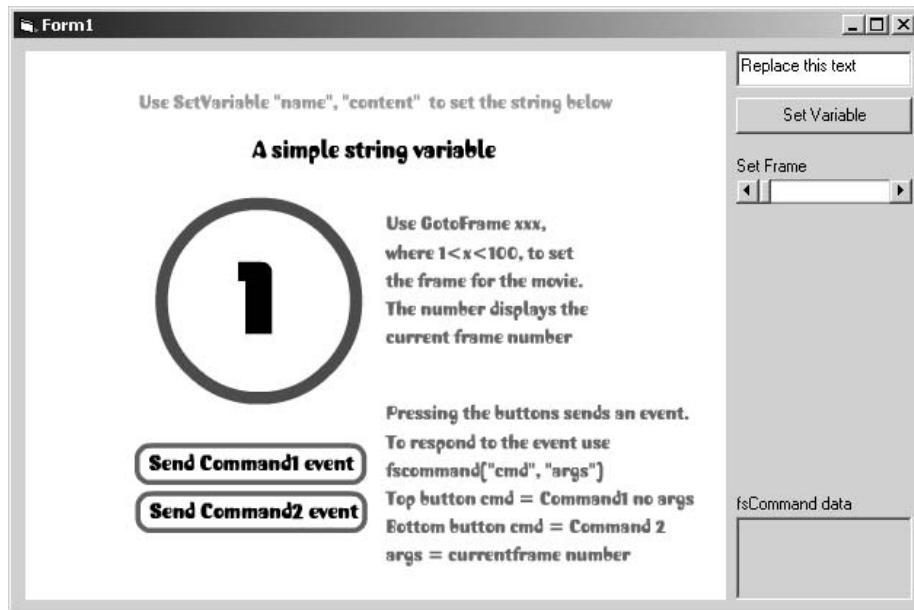 Form1
Use SetVariable "name", "content" to set the string below
A simple string variable
1
Use GotoFrame xxx,
where 1<x<100, to set
the frame for the movie.
The number displays the
current frame number
Pressing the buttons sends an event.
To respond to the event use
fscommand("cmd", "args")
Top button cmd = Command1 no args
Bottom button cmd = Command 2
args = currentframe number
Send Command1 event
Send Command2 event
Replace this text
Set Variable
Set Frame
fsCommand data